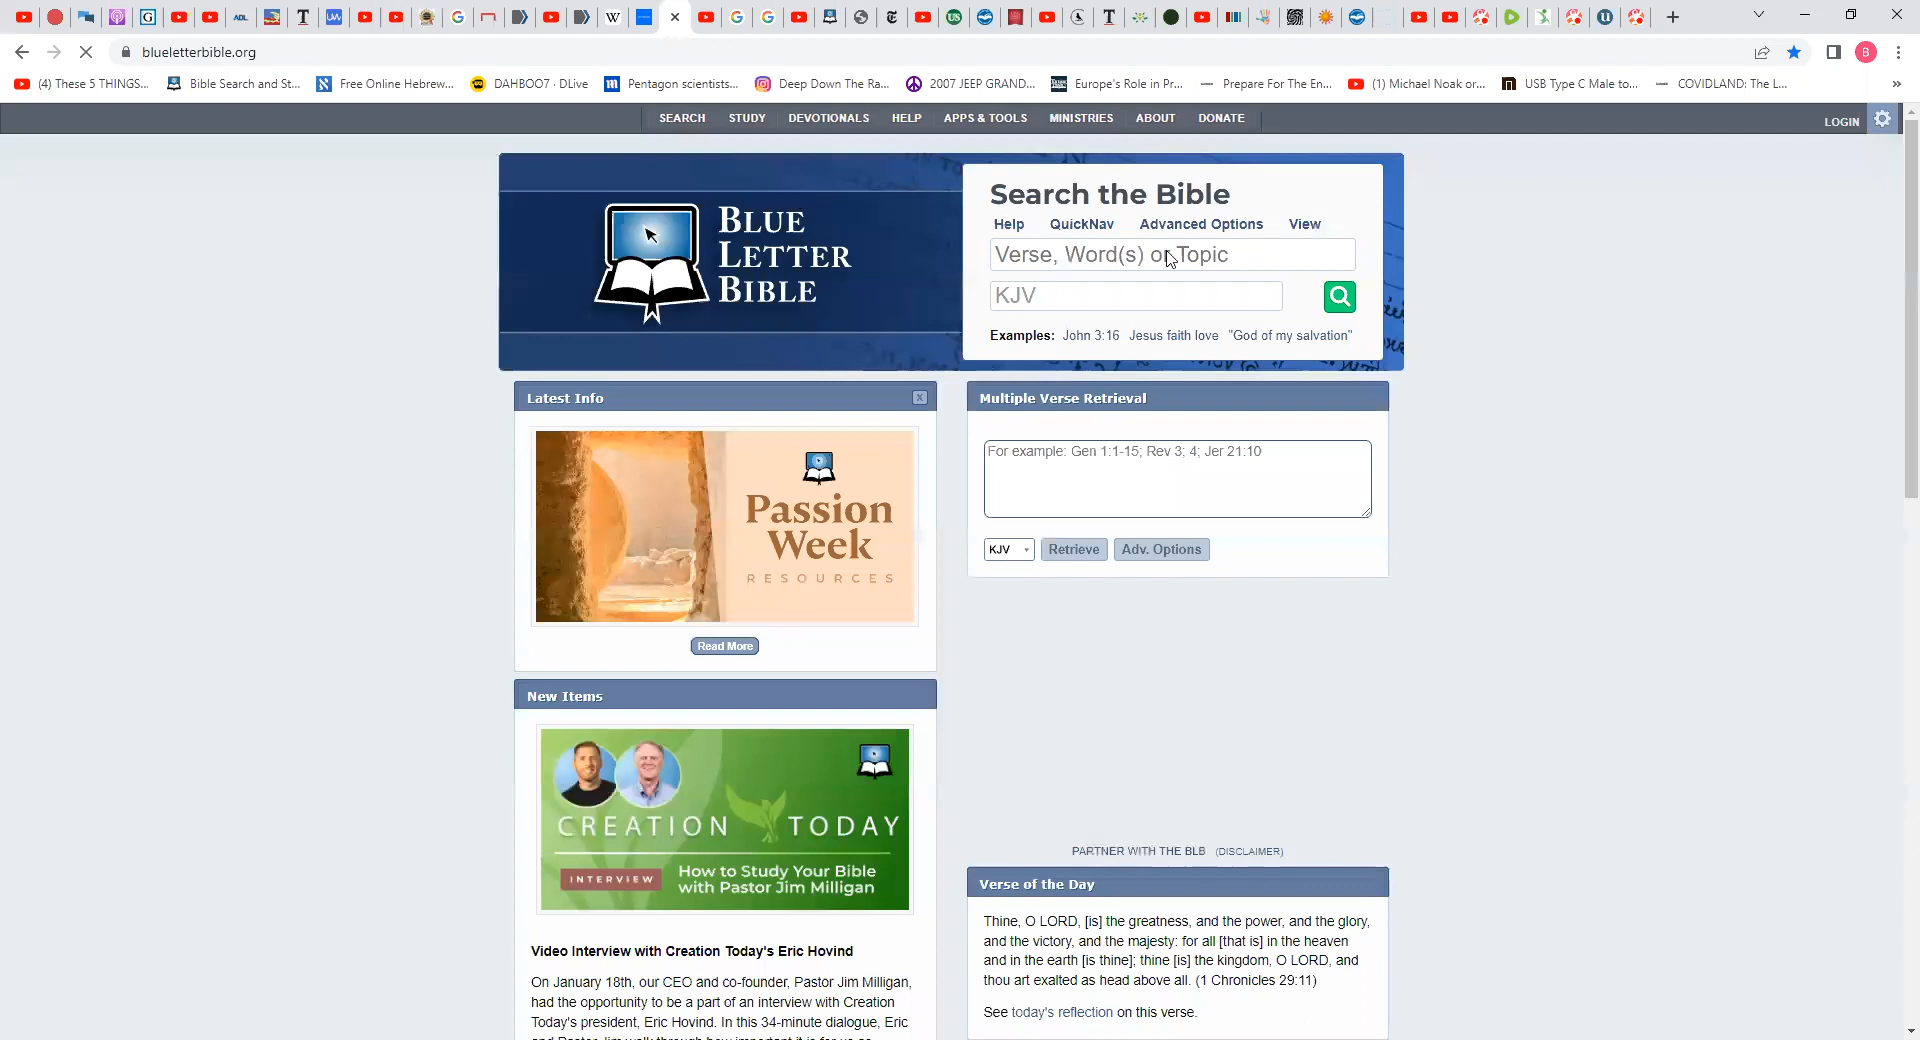 ADL
T
UW
W
G
G
US
T
blueletterbible.org
B
(4) These 5 THINGS...
Bible Search and St...
Free Online Hebrew...
DAHBOO7 · DLive
Pentagon scientists...
Deep Down The Ra...
2007 JEEP GRAND...
Europe's Role in Pr...
Prepare For The En...
(1) Michael Noak or...
USB Type C Male to...
COVIDLAND: The L...
»
SEARCH STUDY DEVOTIONALS HELP APPS & TOOLS MINISTRIES ABOUT DONATE
LOGIN
BLUE
LETTER
BIBLE
Search the Bible
Help QuickNav Advanced Options View
Verse, Word(s) or Topic
KJV
Examples: John 3:16 Jesus faith love "God of my salvation"
Latest Info
x
Passion
Week
RESOURCES
Read More
New Items
CREATION TODAY
INTERVIEW
How to Study Your Bible
with Pastor Jim Milligan
Video Interview with Creation Today's Eric Hovind
On January 18th, our CEO and co-founder, Pastor Jim Milligan,
had the opportunity to be a part of an interview with Creation
Today's president, Eric Hovind. In this 34-minute dialogue, Eric
Multiple Verse Retrieval
For example: Gen 1:1-15; Rev 3; 4; Jer 21:10
KJV Retrieve Adv. Options
PARTNER WITH THE BLB (DISCLAIMER)
Verse of the Day
Thine, O LORD, [is] the greatness, and the power, and the glory,
and the victory, and the majesty: for all [that is] in the heaven
and in the earth [is thine]; thine [is] the kingdom, O LORD, and
thou art exalted as head above all. (1 Chronicles 29:11)
See today's reflection on this verse.